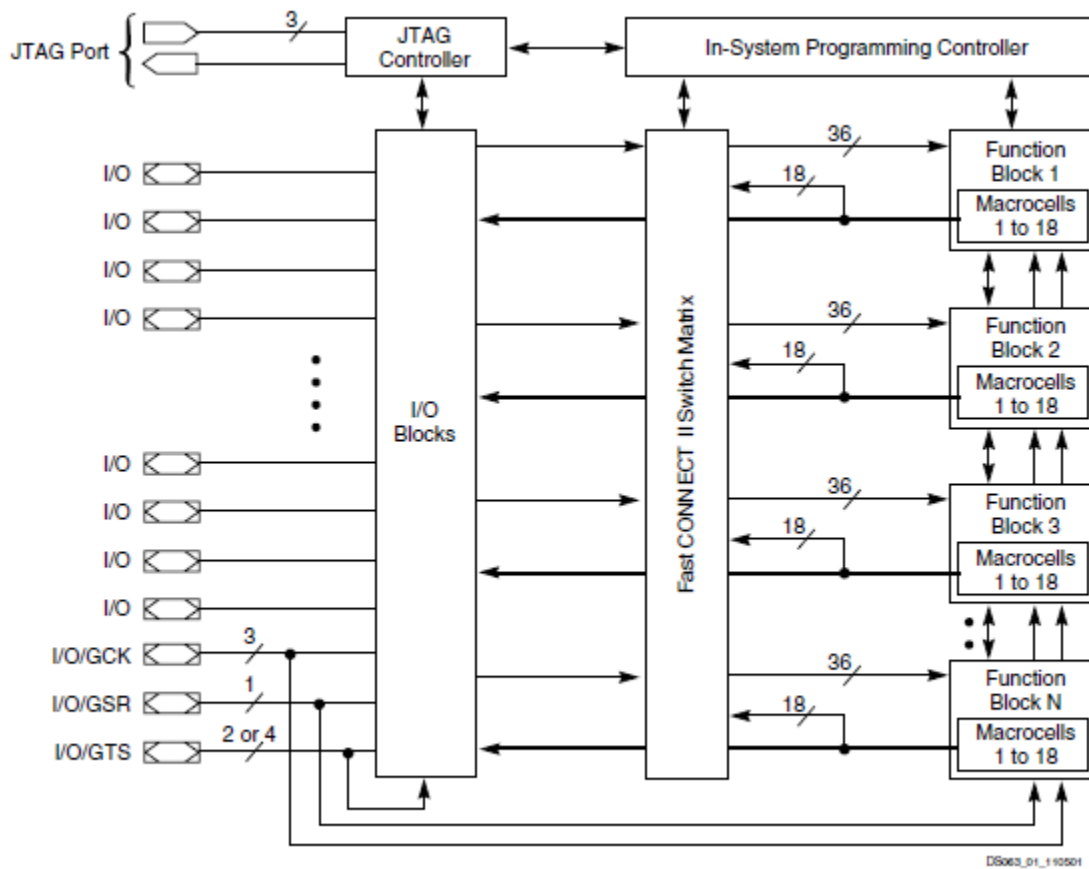 JTAG Port
3
JTAG
Controller
In-System Programming Controller
I/O
I/O
I/O
I/O
I/O
I/O
I/O
I/O
I/O/GCK
3
I/O/GSR
1
I/O/GTS
2 or 4
I/O
Blocks
Fast CONNECT II Switch Matrix
36
18
Function
Block 1
Macrocells
1 to 18
36
18
Function
Block 2
Macrocells
1 to 18
36
18
Function
Block 3
Macrocells
1 to 18
36
18
Function
Block N
Macrocells
1 to 18
DS063_01_110501